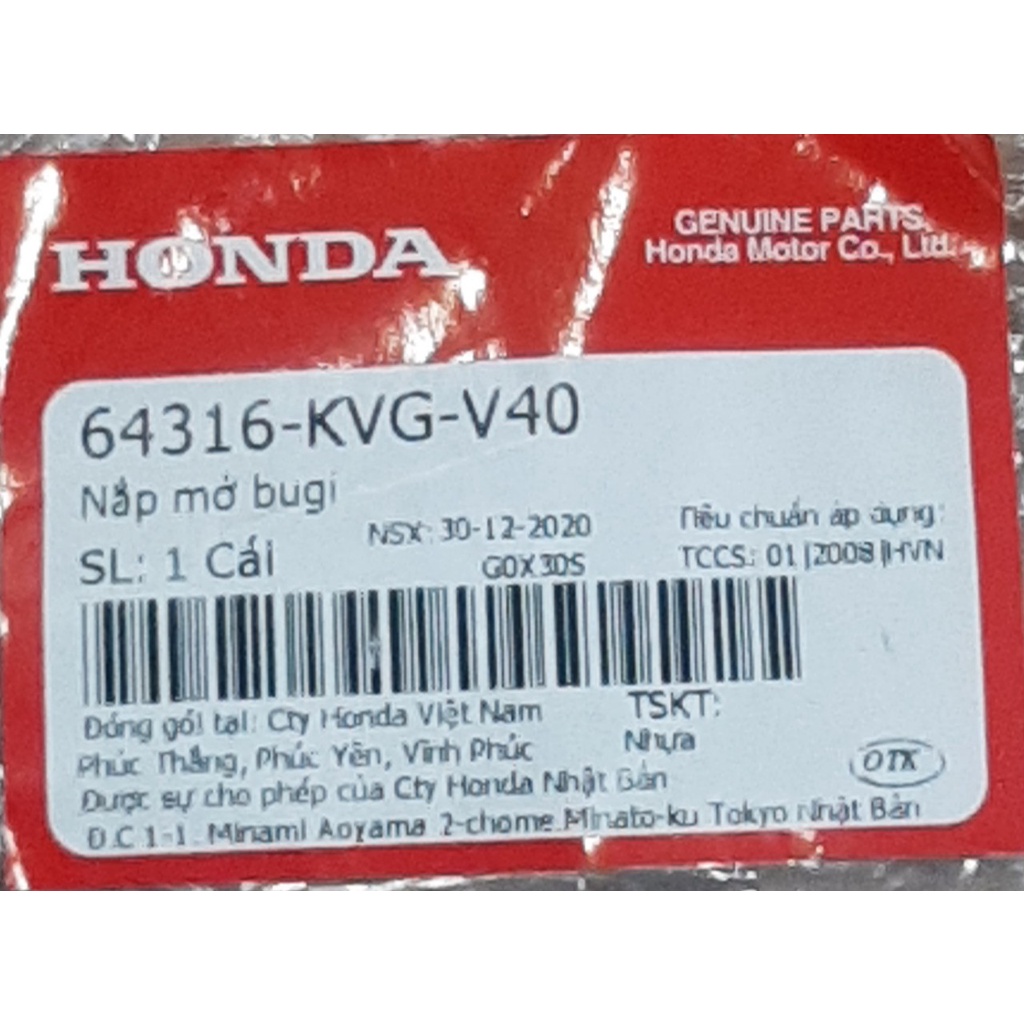 HONDA
GENUINE PARTS
Honda Motor Co., Ltd.
64316-KVG-V40
Nắp mở bugi
NSX: 30-12-2020
Tiêu chuẩn áp dụng:
SL: 1 Cái
G0X30S
TCCS: 01|2008|HVN
Đóng gói tại: Cty Honda Việt Nam
TSKT:
Phúc Thắng, Phúc Yên, Vĩnh Phúc
Nhựa
OTK
Được sự cho phép của Cty Honda Nhật Bản
Đ.C 1-1. Minami Aoyama 2-chome Minato-ku Tokyo Nhật Bản